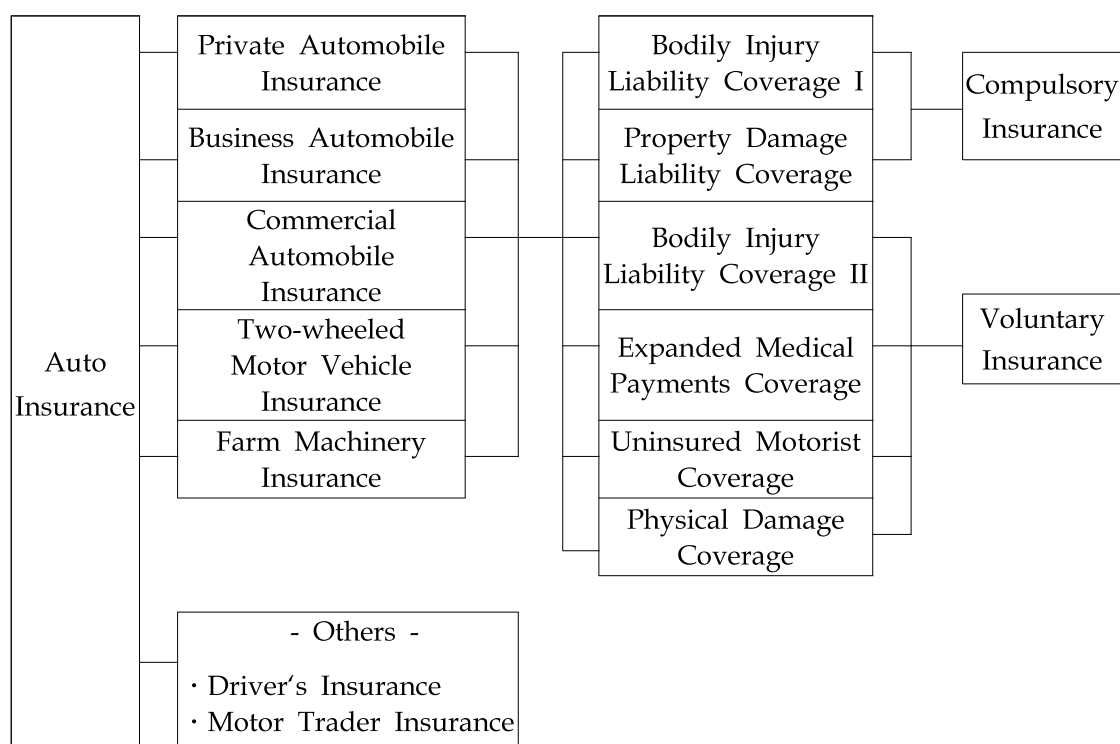 Auto
Insurance
Private Automobile
Insurance
Business Automobile
Insurance
Commercial
Automobile
Insurance
Two-wheeled
Motor Vehicle
Insurance
Farm Machinery
Insurance
- Others -
· Driver‘s Insurance
· Motor Trader Insurance
Bodily Injury
Liability Coverage I
Property Damage
Liability Coverage
Bodily Injury
Liability Coverage II
Expanded Medical
Payments Coverage
Uninsured Motorist
Coverage
Physical Damage
Coverage
Compulsory
Insurance
Voluntary
Insurance